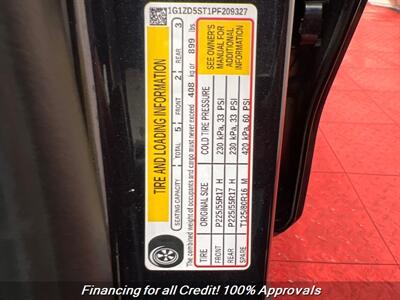 1G1ZD5ST1PF209327
TIRE AND LOADING INFORMATION
SEATING CAPACITY TOTAL 5 FRONT 2 REAR 3
The combined weight of occupants and cargo must never exceed 408 kg or 899 lbs.
TIRE ORIGINAL SIZE COLD TIRE PRESSURE
FRONT P225/55R17 H 230 kPa, 33 PSI
REAR P225/55R17 H 230 kPa, 33 PSI
SPARE T125/80R16 M 420 kPa, 60 PSI
SEE OWNER'S
MANUAL FOR
ADDITIONAL
INFORMATION
Financing for all Credit! 100% Approvals